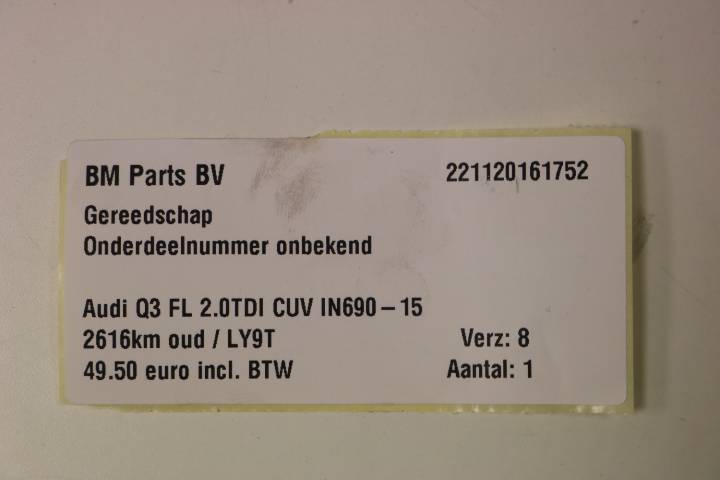 BM Parts BV 221120161752
Gereedschap
Onderdeelnummer onbekend
Audi Q3 FL 2.0TDI CUV IN690-15
2616km oud / LY9T Verz: 8
49.50 euro incl. BTW Aantal: 1